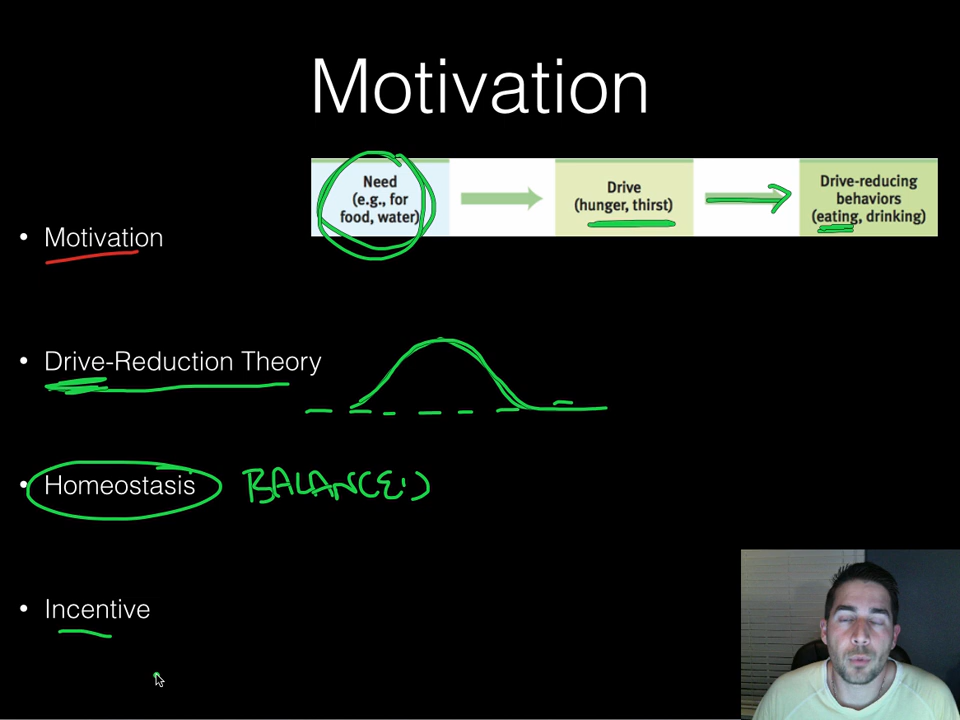 Motivation
Need
(e.g., for
food, water)
Drive
(hunger, thirst)
Drive-reducing
behaviors
(eating, drinking)
• Motivation
• Drive-Reduction Theory
• Homeostasis BALANCE :)
• Incentive